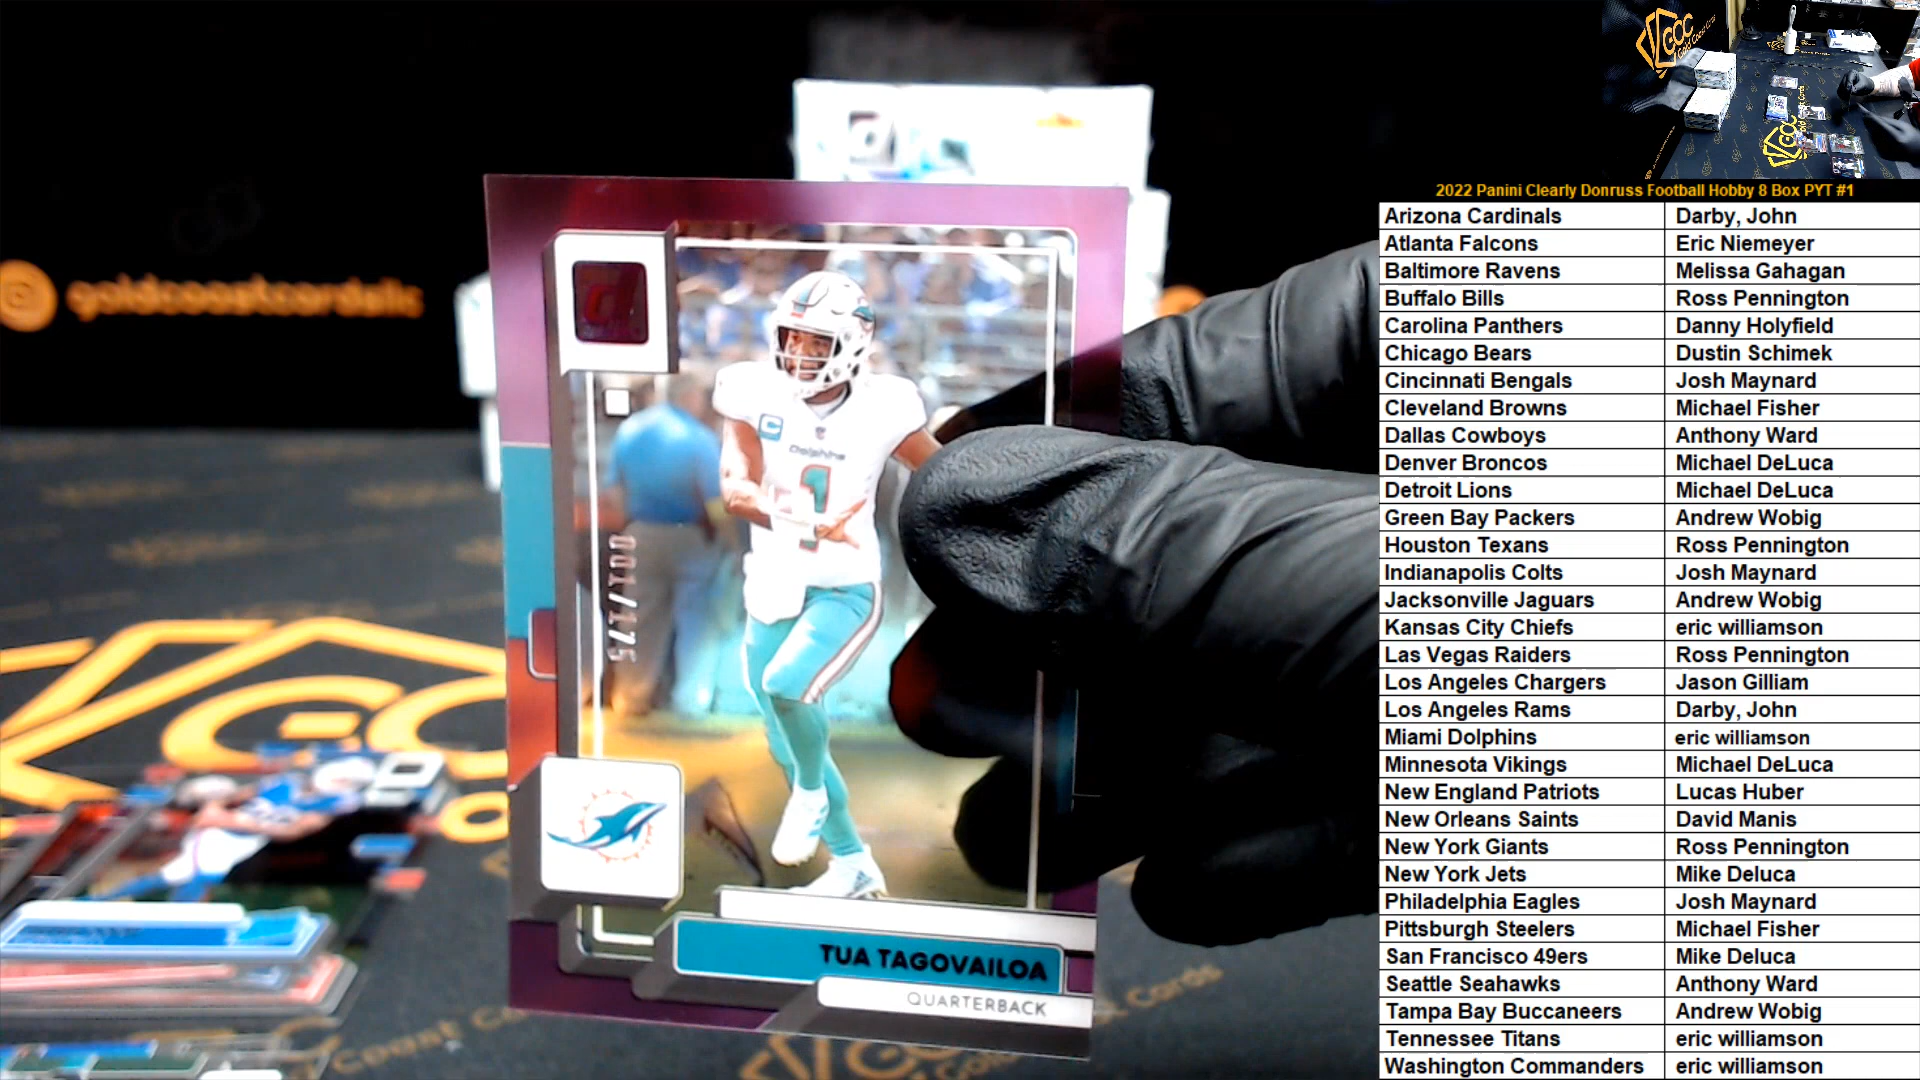 GCC
Gold Coast Cards
goldcoastcardsllc
d
C
Dolphins
1
001/175
TUA TAGOVAILOA
QUARTERBACK
2022 Panini Clearly Donruss Football Hobby 8 Box PYT #1
Arizona Cardinals Darby, John
Atlanta Falcons Eric Niemeyer
Baltimore Ravens Melissa Gahagan
Buffalo Bills Ross Pennington
Carolina Panthers Danny Holyfield
Chicago Bears Dustin Schimek
Cincinnati Bengals Josh Maynard
Cleveland Browns Michael Fisher
Dallas Cowboys Anthony Ward
Denver Broncos Michael DeLuca
Detroit Lions Michael DeLuca
Green Bay Packers Andrew Wobig
Houston Texans Ross Pennington
Indianapolis Colts Josh Maynard
Jacksonville Jaguars Andrew Wobig
Kansas City Chiefs eric williamson
Las Vegas Raiders Ross Pennington
Los Angeles Chargers Jason Gilliam
Los Angeles Rams Darby, John
Miami Dolphins eric williamson
Minnesota Vikings Michael DeLuca
New England Patriots Lucas Huber
New Orleans Saints David Manis
New York Giants Ross Pennington
New York Jets Mike Deluca
Philadelphia Eagles Josh Maynard
Pittsburgh Steelers Michael Fisher
San Francisco 49ers Mike Deluca
Seattle Seahawks Anthony Ward
Tampa Bay Buccaneers Andrew Wobig
Tennessee Titans eric williamson
Washington Commanders eric williamson